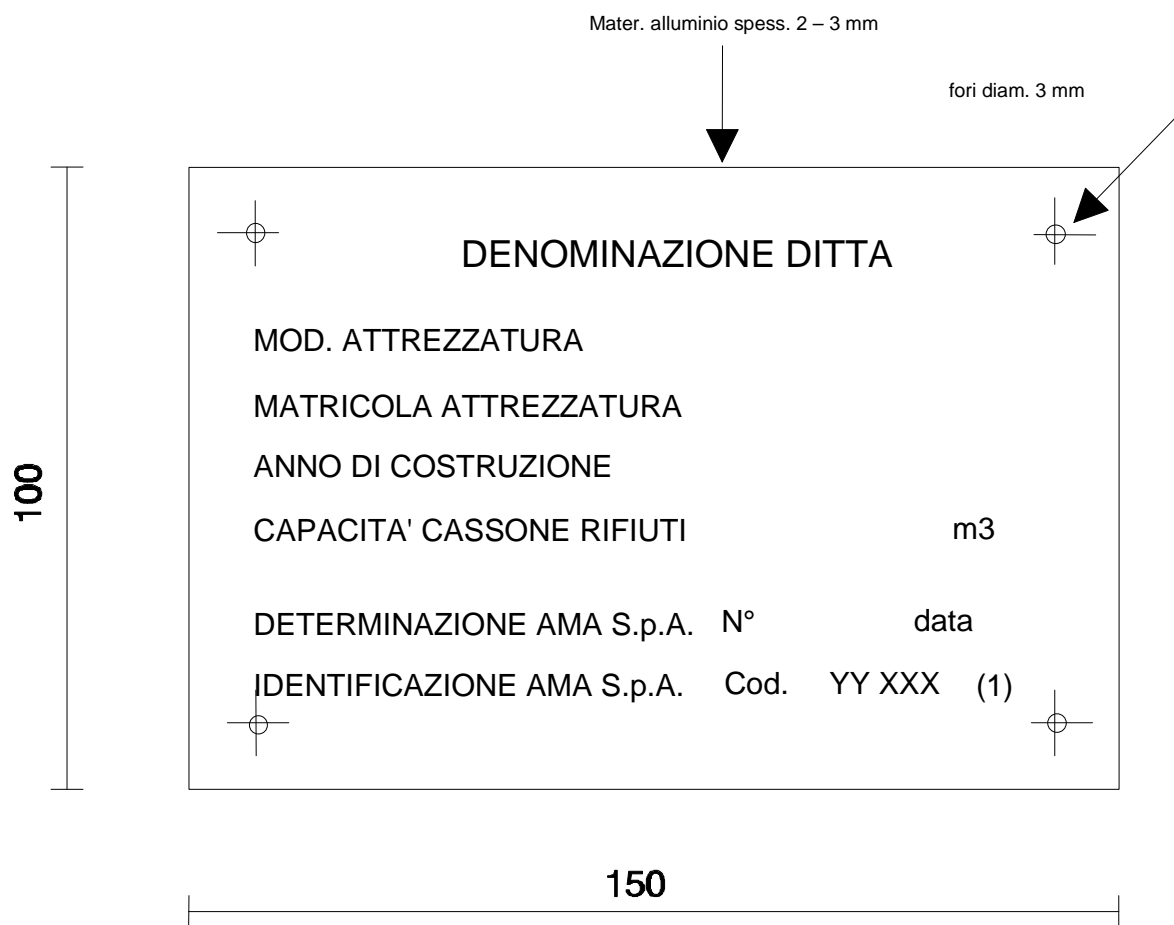 Mater. alluminio spess. 2 – 3 mm
fori diam. 3 mm
DENOMINAZIONE DITTA
MOD. ATTREZZATURA
MATRICOLA ATTREZZATURA
ANNO DI COSTRUZIONE
100
CAPACITA' CASSONE RIFIUTI m3
DETERMINAZIONE AMA S.p.A. N° data
IDENTIFICAZIONE AMA S.p.A. Cod. YY XXX (1)
150